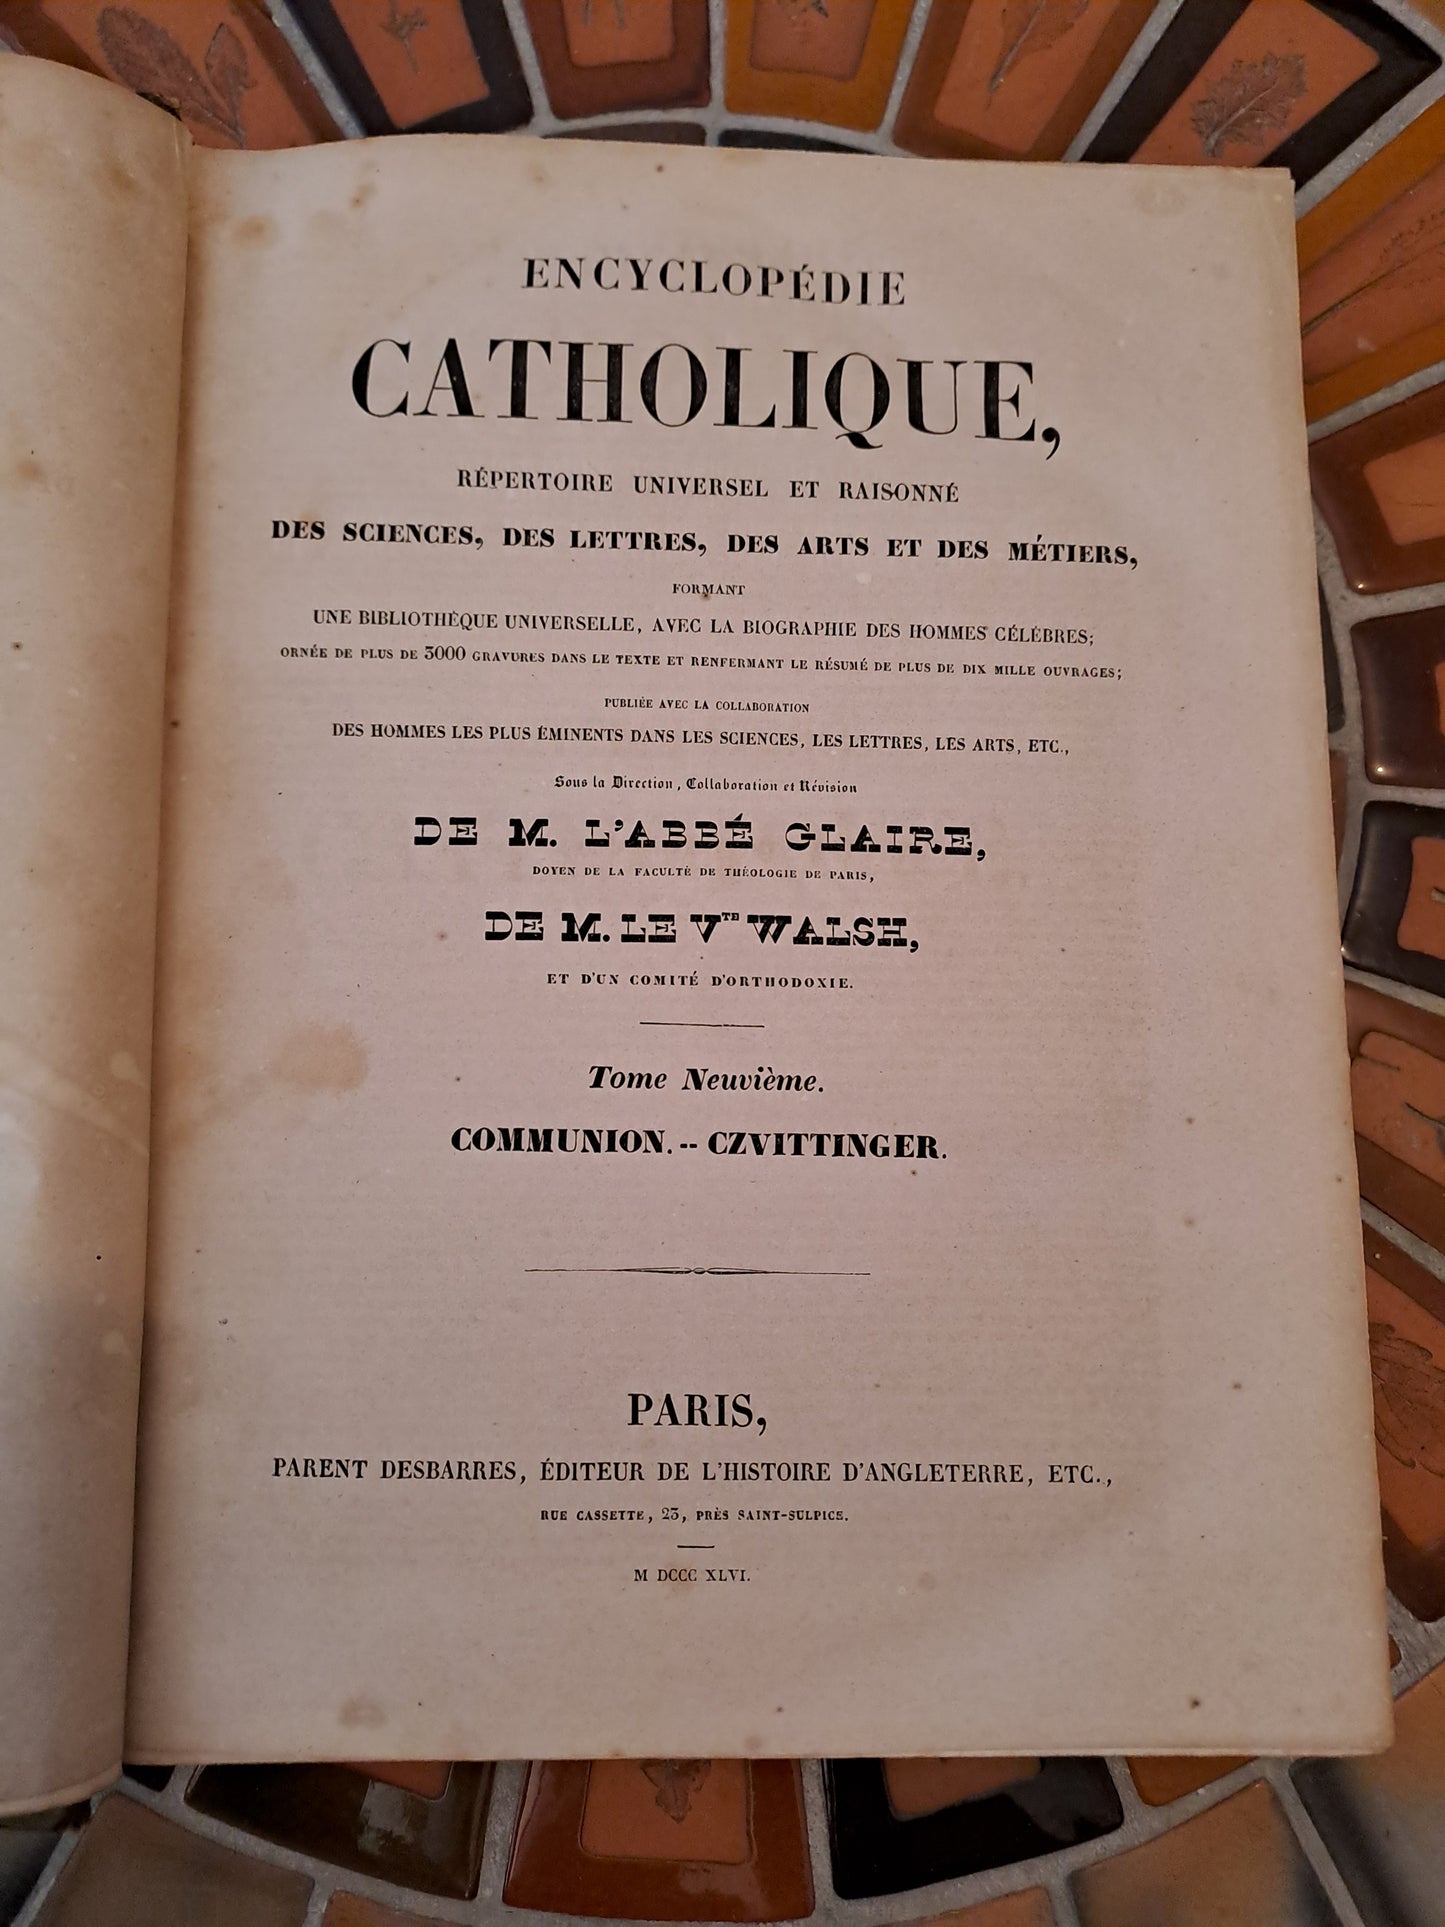 ENCYCLOPÉDIE
CATHOLIQUE,
RÉPERTOIRE UNIVERSEL ET RAISONNÉ
DES SCIENCES, DES LETTRES, DES ARTS ET DES MÉTIERS,
FORMANT
UNE BIBLIOTHÈQUE UNIVERSELLE, AVEC LA BIOGRAPHIE DES HOMMES CÉLÈBRES;
ORNÉE DE PLUS DE 3000 GRAVURES DANS LE TEXTE ET RENFERMANT LE RÉSUMÉ DE PLUS DE DIX MILLE OUVRAGES;
PUBLIÉE AVEC LA COLLABORATION
DES HOMMES LES PLUS ÉMINENTS DANS LES SCIENCES, LES LETTRES, LES ARTS, ETC.,
Sous la Direction, Collaboration et Révision
DE M. L'ABBÉ GLAIRE,
DOYEN DE LA FACULTÉ DE THÉOLOGIE DE PARIS,
DE M. LE VTE WALSH,
ET D'UN COMITÉ D'ORTHODOXIE.
Tome Neuvième.
COMMUNION. -- CZVITTINGER.
PARIS,
PARENT DESBARRES, ÉDITEUR DE L'HISTOIRE D'ANGLETERRE, ETC.,
RUE CASSETTE, 23, PRÈS SAINT-SULPICE.
M DCCC XLVI.